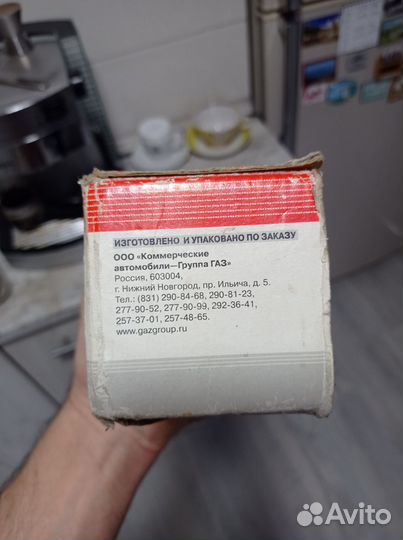 ИЗГОТОВЛЕНО И УПАКОВАНО ПО ЗАКАЗУ
ООО «Коммерческие
автомобили—Группа ГАЗ»
Россия, 603004,
г. Нижний Новгород, пр. Ильича, д. 5.
Тел.: (831) 290-84-68, 290-81-23,
277-90-52, 277-90-99, 292-36-41,
257-37-01, 257-48-65.
www.gazgroup.ru
Avito